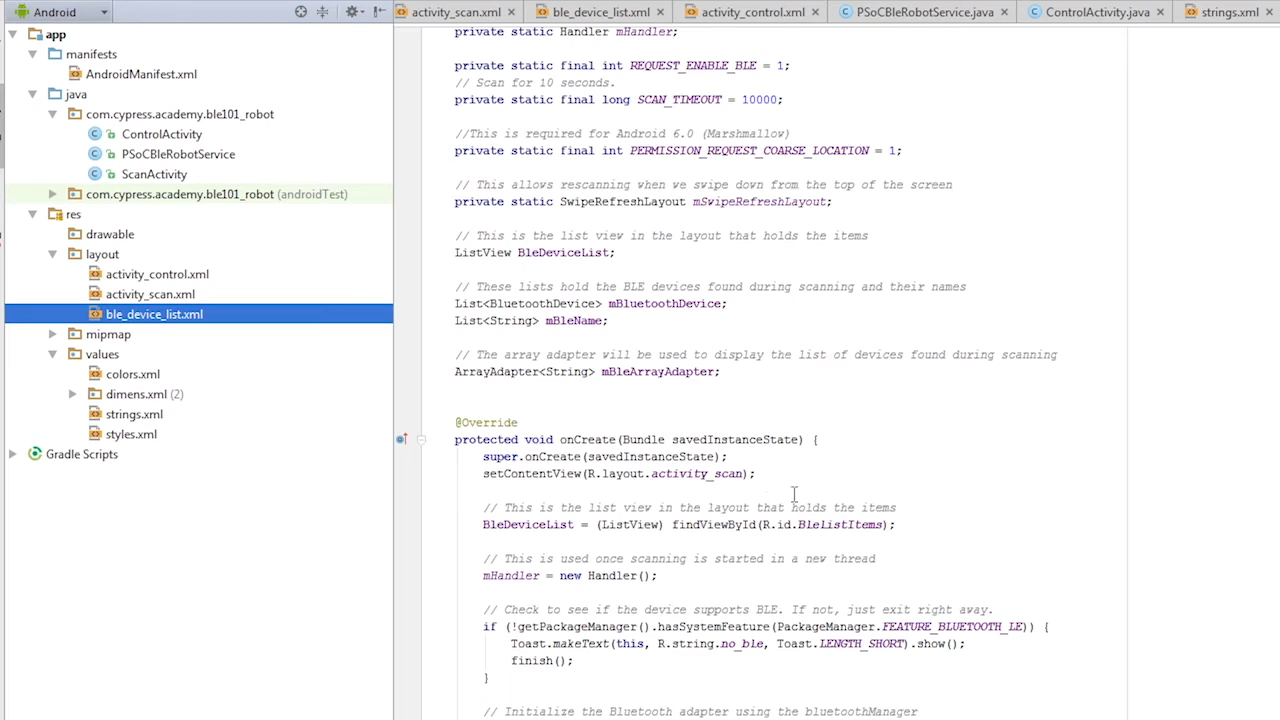 Android
activity_scan.xml
ble_device_list.xml
activity_control.xml
PSoCBleRobotService.java
ControlActivity.java
strings.xml
app
manifests
AndroidManifest.xml
java
com.cypress.academy.ble101_robot
ControlActivity
PSoCBleRobotService
ScanActivity
com.cypress.academy.ble101_robot (androidTest)
res
drawable
layout
activity_control.xml
activity_scan.xml
ble_device_list.xml
mipmap
values
colors.xml
dimens.xml (2)
strings.xml
styles.xml
Gradle Scripts
private static Handler mHandler;
private static final int REQUEST_ENABLE_BLE = 1;
// Scan for 10 seconds.
private static final long SCAN_TIMEOUT = 10000;
//This is required for Android 6.0 (Marshmallow)
private static final int PERMISSION_REQUEST_COARSE_LOCATION = 1;
// This allows rescanning when we swipe down from the top of the screen
private static SwipeRefreshLayout mSwipeRefreshLayout;
// This is the list view in the layout that holds the items
ListView BleDeviceList;
// These lists hold the BLE devices found during scanning and their names
List<BluetoothDevice> mBluetoothDevice;
List<String> mBleName;
// The array adapter will be used to display the list of devices found during scanning
ArrayAdapter<String> mBleArrayAdapter;
@Override
protected void onCreate(Bundle savedInstanceState) {
super.onCreate(savedInstanceState);
setContentView(R.layout.activity_scan);
// This is the list view in the layout that holds the items
BleDeviceList = (ListView) findViewById(R.id.BleListItems);
// This is used once scanning is started in a new thread
mHandler = new Handler();
// Check to see if the device supports BLE. If not, just exit right away.
if (!getPackageManager().hasSystemFeature(PackageManager.FEATURE_BLUETOOTH_LE)) {
Toast.makeText(this, R.string.no_ble, Toast.LENGTH_SHORT).show();
finish();
}
// Initialize the Bluetooth adapter using the bluetoothManager